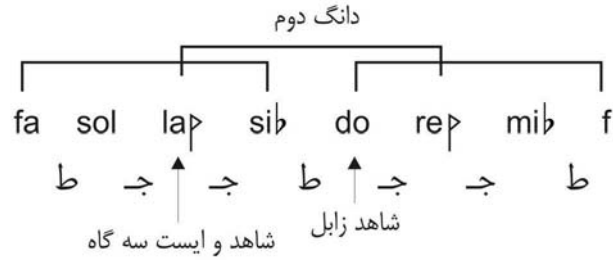 دانگ دوم
fa sol la𝄳 si♭ do re𝄳 mi♭ f
ط جـ جـ ط جـ جـ ط
شاهد زابل
شاهد و ایست سه گاه